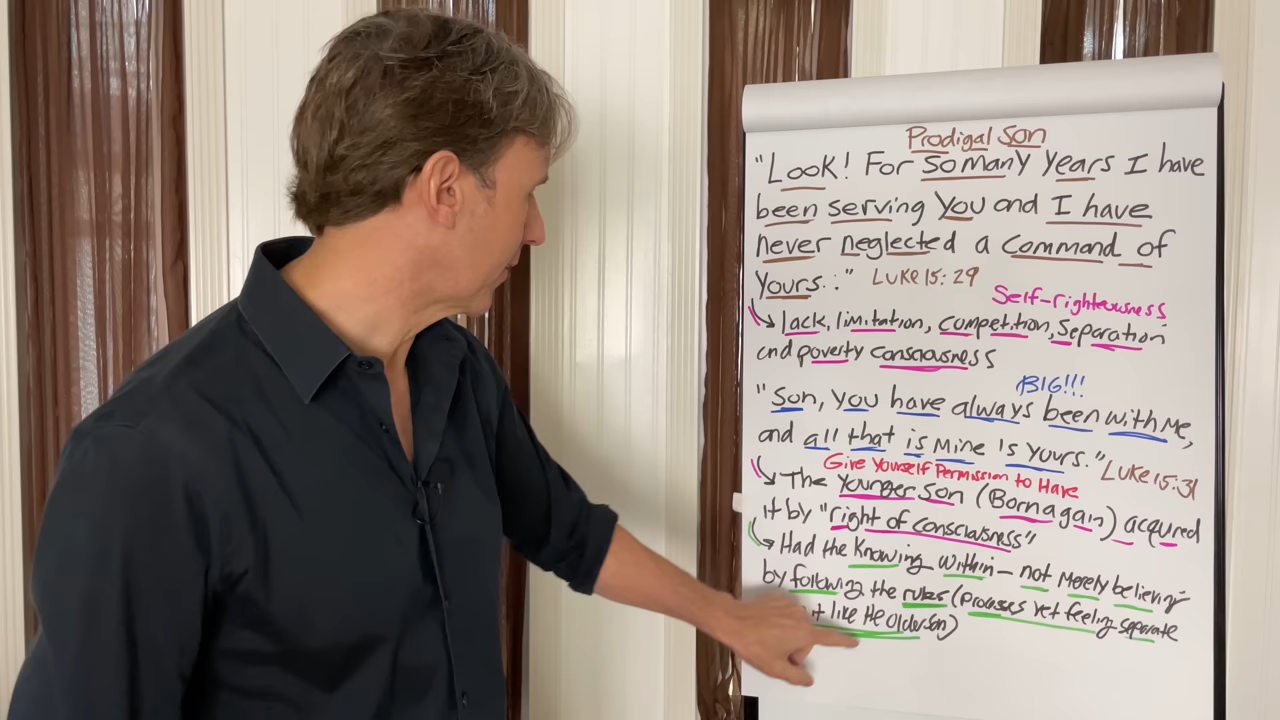 Prodigal Son
"Look! For so many years I have
been serving You and I have
never neglected a command of
Yours..:" Luke 15:29
Self-righteousness
lack, limitation, competition, Separation
and poverty consciousness
BIG!!!
"Son, you have always been with Me,
and all that is Mine is yours." Luke 15:31
Give Yourself Permission to Have
The Younger Son (Born again) acquired
it by "right of consciousness"
Had the Knowing within - not merely believing-
by following the rules (processes yet feeling separate
like the older son)